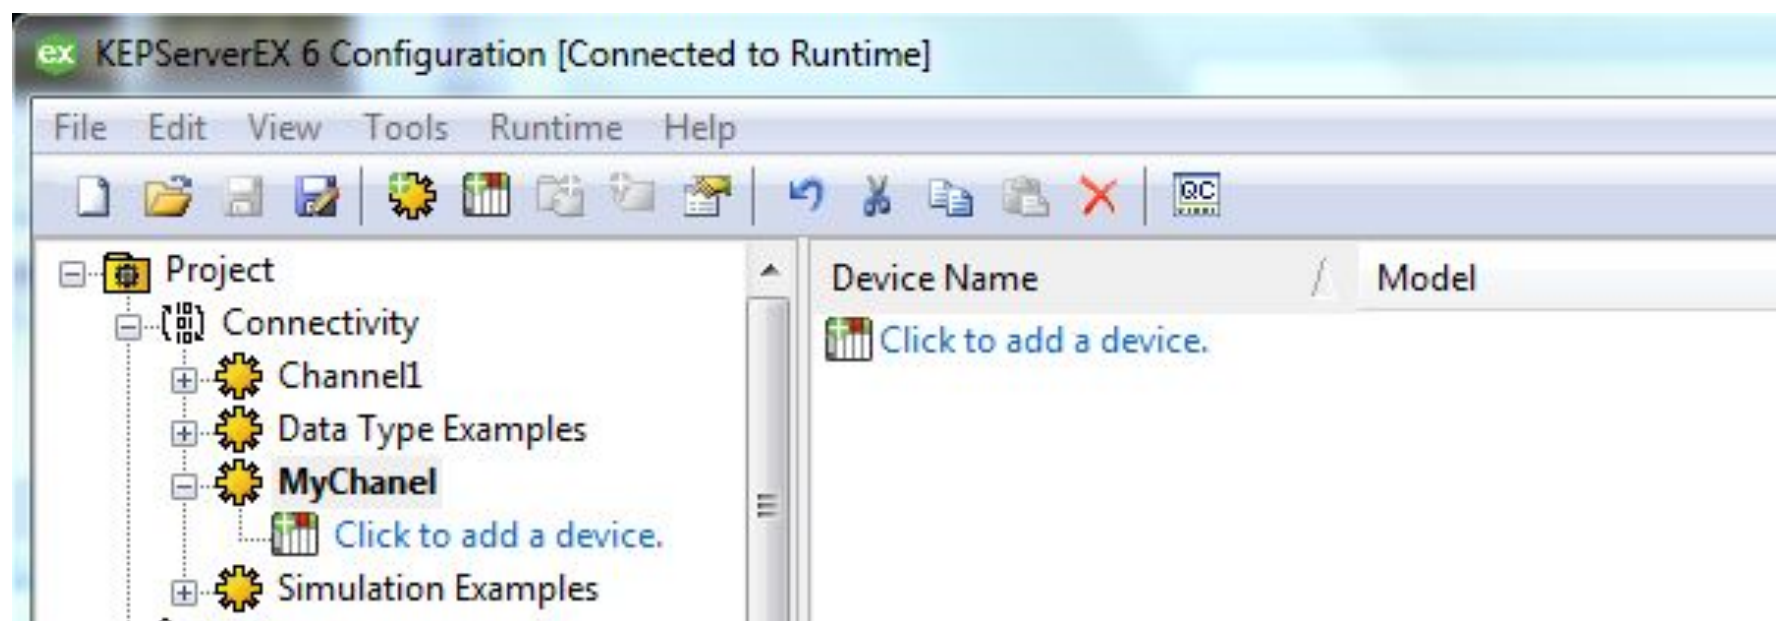 ex KEPServerEX 6 Configuration [Connected to Runtime]
File Edit View Tools Runtime Help
QC
Project
Connectivity
Channel1
Data Type Examples
MyChanel
Click to add a device.
Simulation Examples
Device Name Model
Click to add a device.